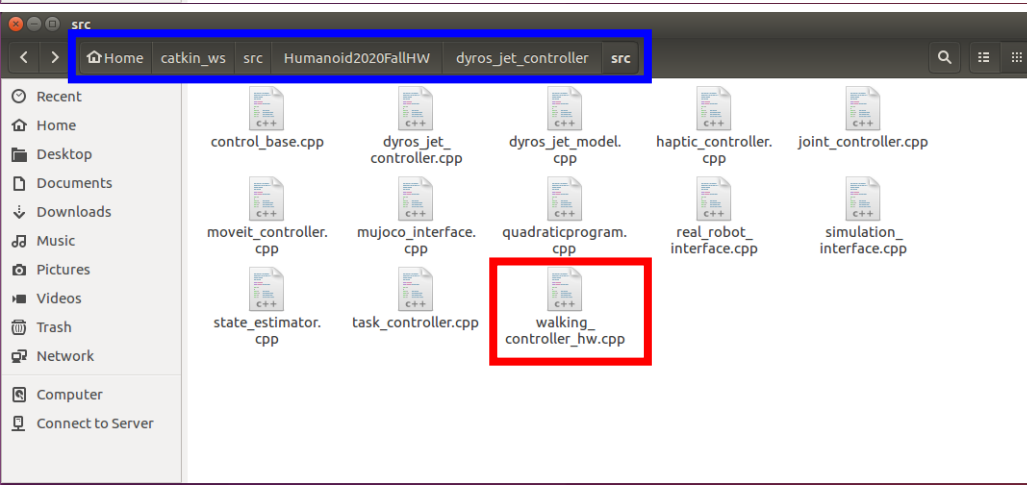 src
Home catkin_ws src Humanoid2020FallHW dyros_jet_controller src
Recent
Home
Desktop
Documents
Downloads
Music
Pictures
Videos
Trash
Network
Computer
Connect to Server
C++ C++ C++ C++ C++
control_base.cpp dyros_jet_ dyros_jet_model. haptic_controller. joint_controller.cpp
controller.cpp cpp cpp
C++ C++ C++ C++ C++
moveit_controller. mujoco_interface. quadraticprogram. real_robot_ simulation_
cpp cpp cpp interface.cpp interface.cpp
C++ C++ C++
state_estimator. task_controller.cpp walking_
cpp controller_hw.cpp